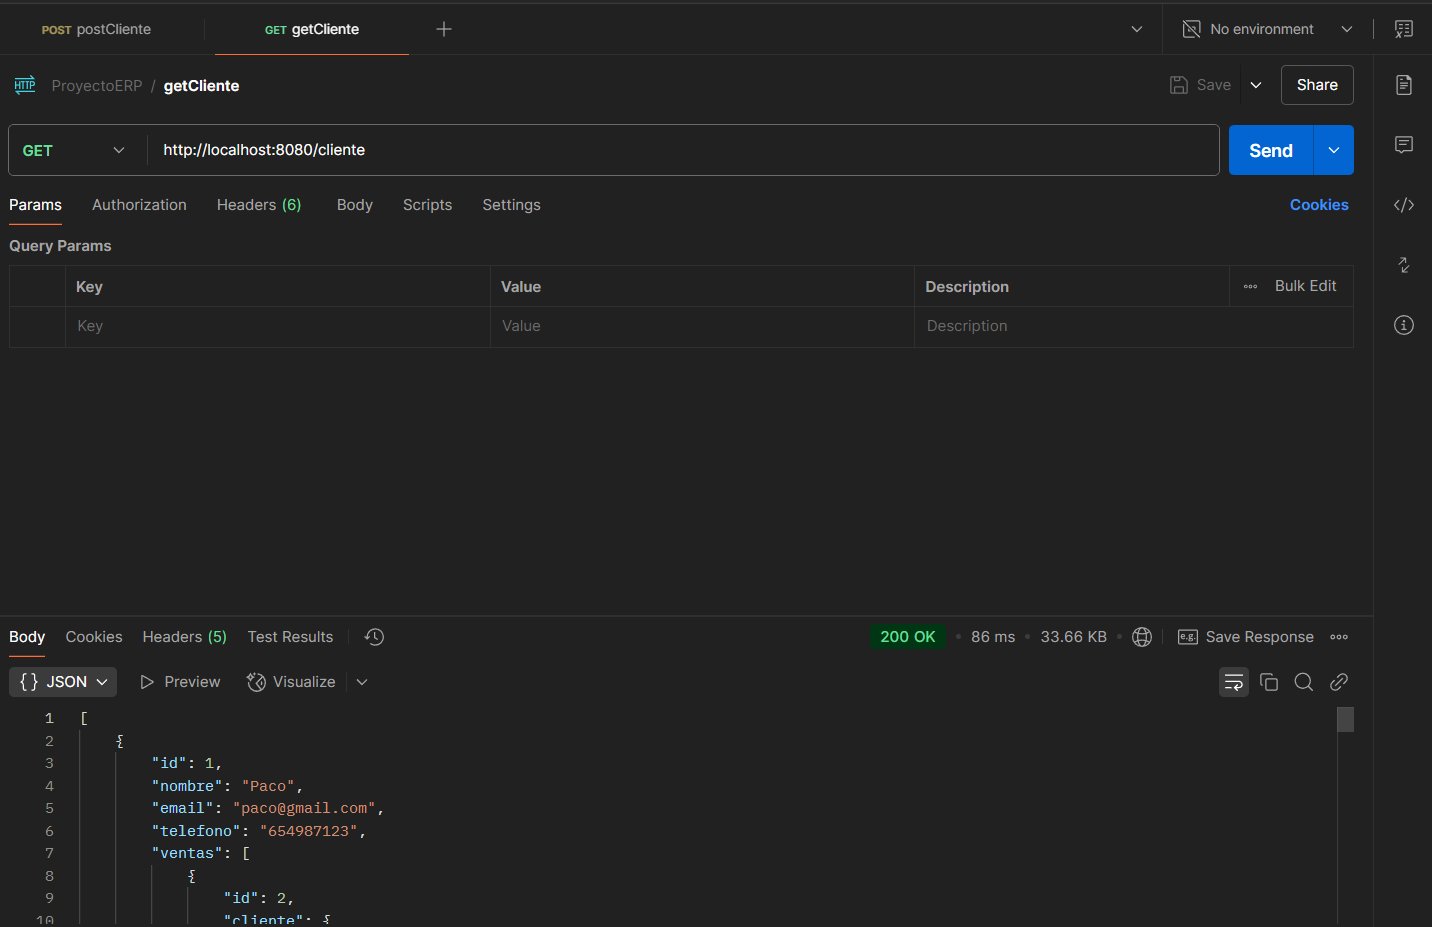 POST postCliente
GET getCliente
No environment
HTTP ProyectoERP / getCliente
Save
Share
GET
http://localhost:8080/cliente
Send
Params
Authorization
Headers (6)
Body
Scripts
Settings
Cookies
Query Params
Key
Value
Description
Bulk Edit
Key
Value
Description
Body
Cookies
Headers (5)
Test Results
200 OK
86 ms
33.66 KB
e.g.
Save Response
{} JSON
Preview
Visualize
1 [
2 {
3 "id": 1,
4 "nombre": "Paco",
5 "email": "paco@gmail.com",
6 "telefono": "654987123",
7 "ventas": [
8 {
9 "id": 2,
10 "cliente": {